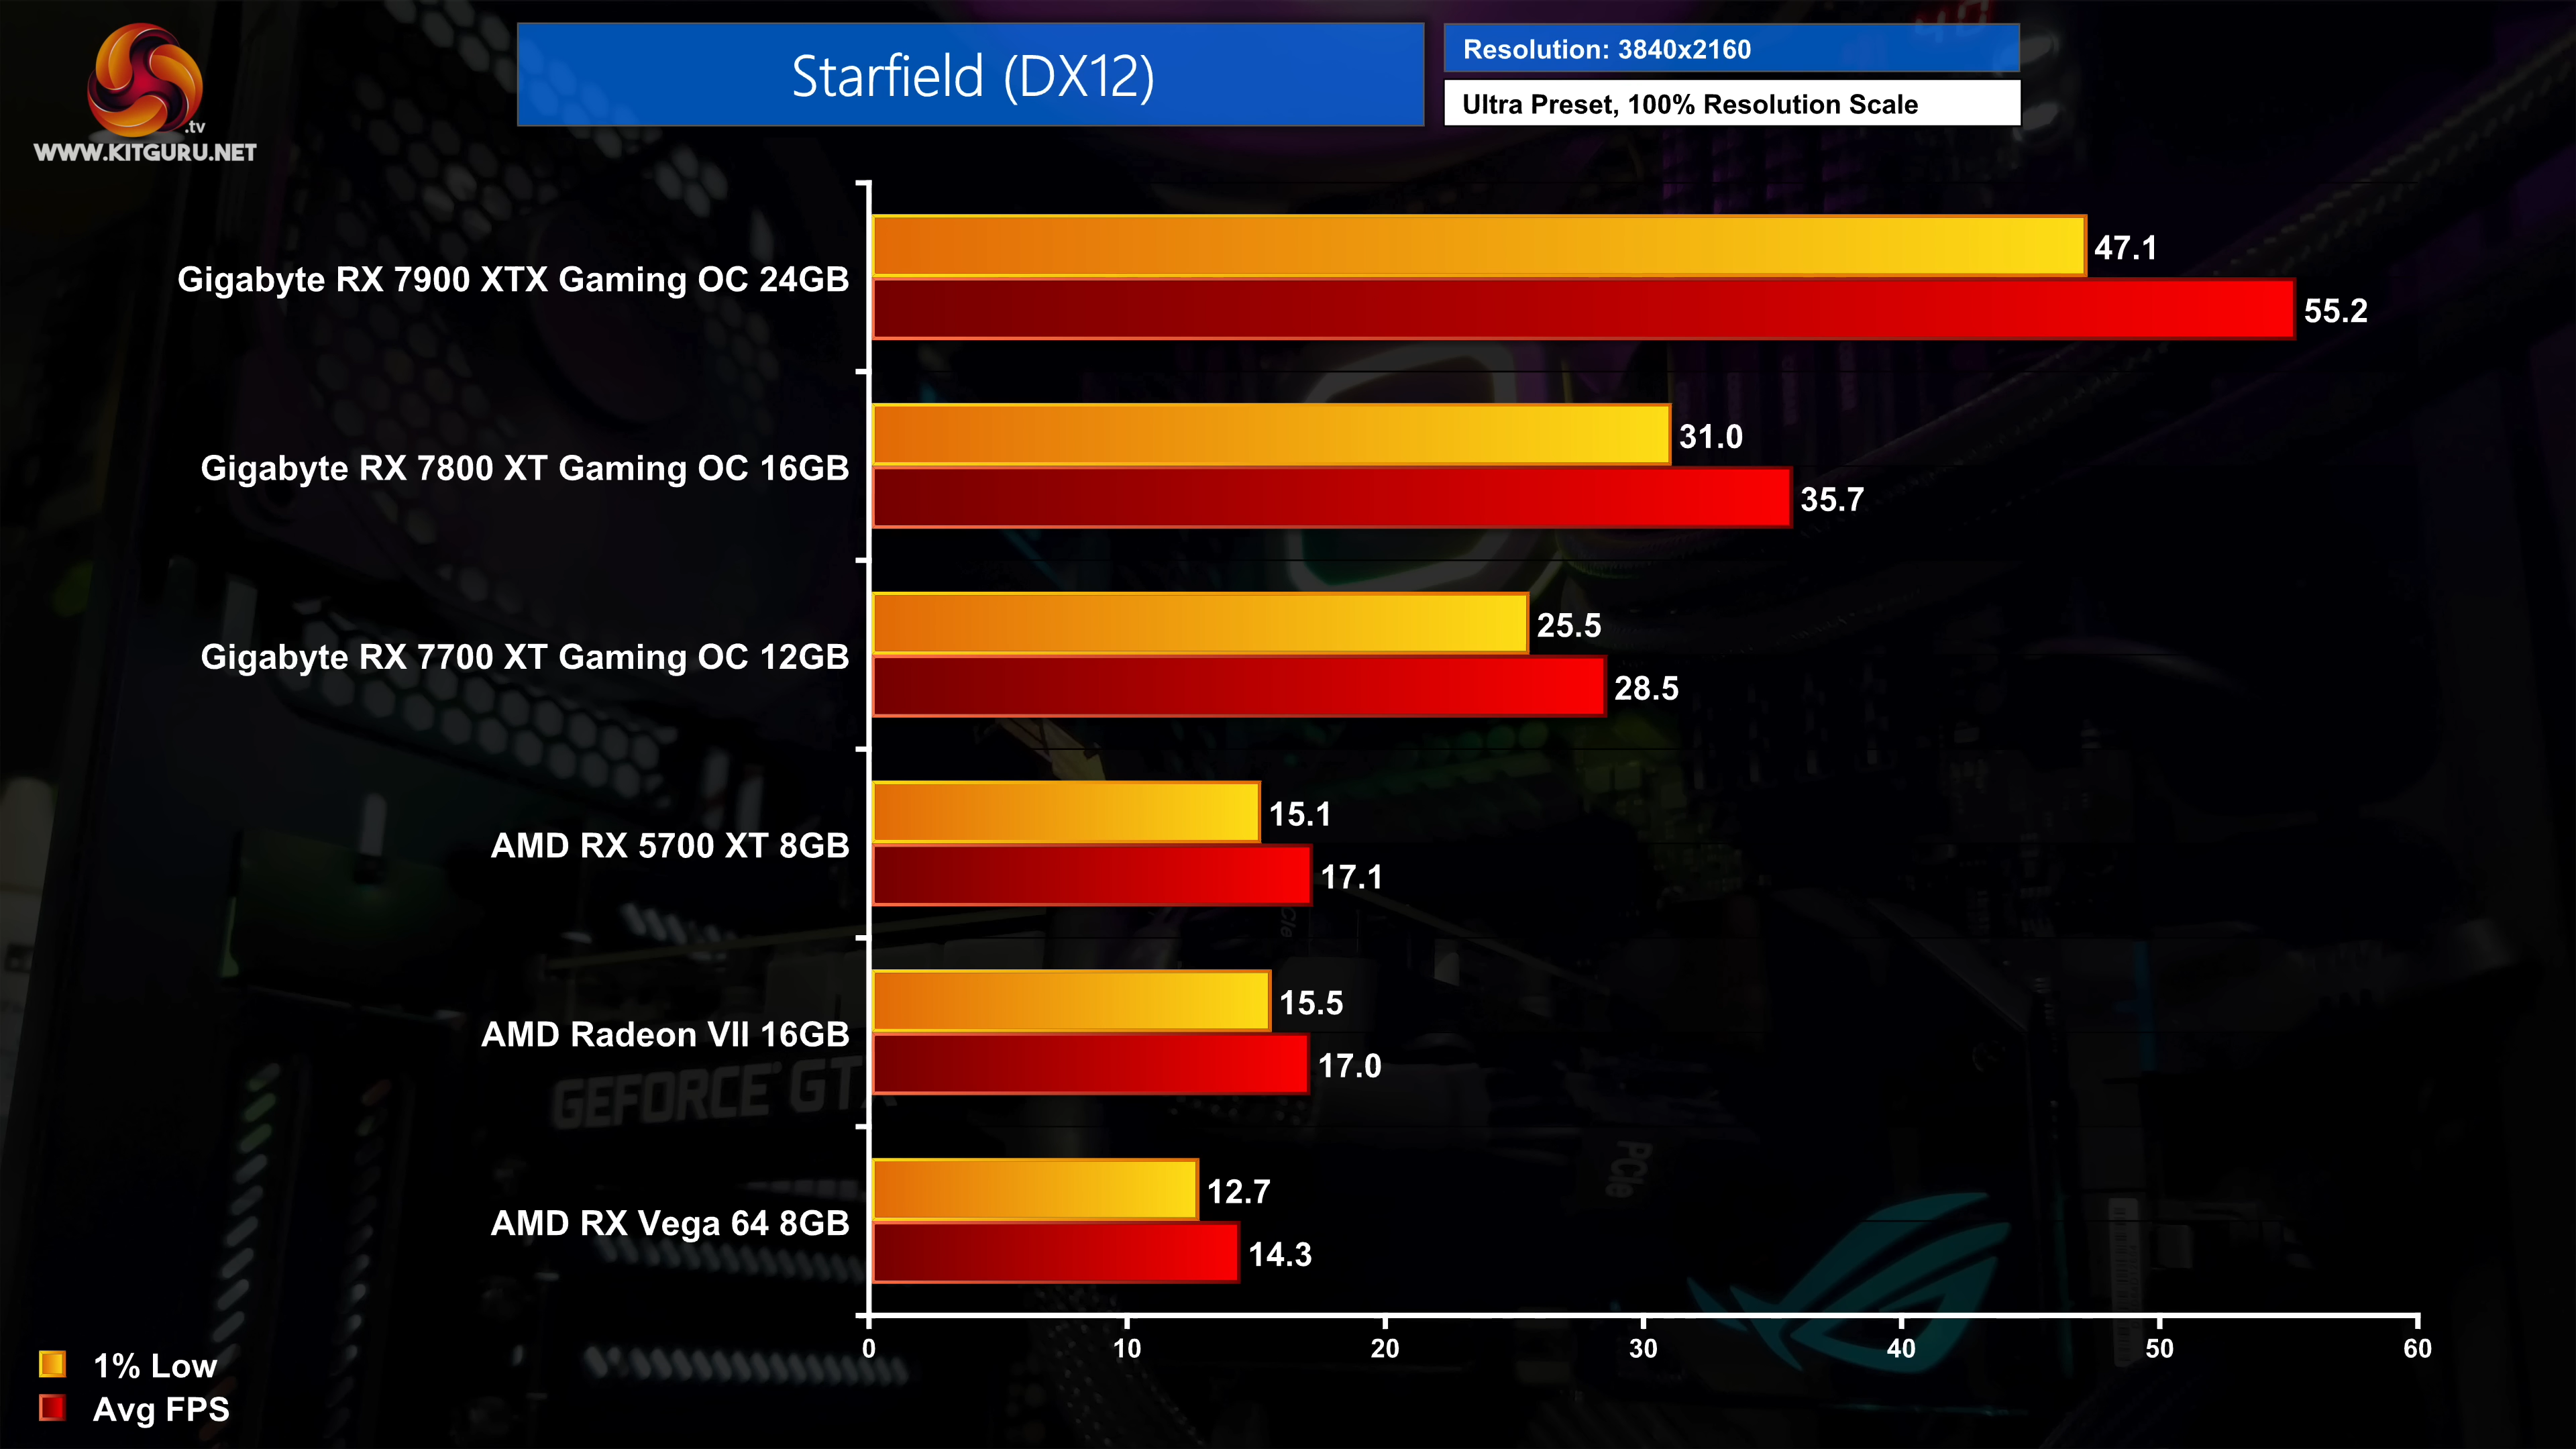 .tv
WWW.KITGURU.NET
Starfield (DX12)
Resolution: 3840x2160
Ultra Preset, 100% Resolution Scale
Gigabyte RX 7900 XTX Gaming OC 24GB
47.1
55.2
Gigabyte RX 7800 XT Gaming OC 16GB
31.0
35.7
Gigabyte RX 7700 XT Gaming OC 12GB
25.5
28.5
AMD RX 5700 XT 8GB
15.1
17.1
AMD Radeon VII 16GB
15.5
17.0
GEFORCE GT
AMD RX Vega 64 8GB
12.7
14.3
PCIe
0 10 20 30 40 50 60
1% Low
Avg FPS